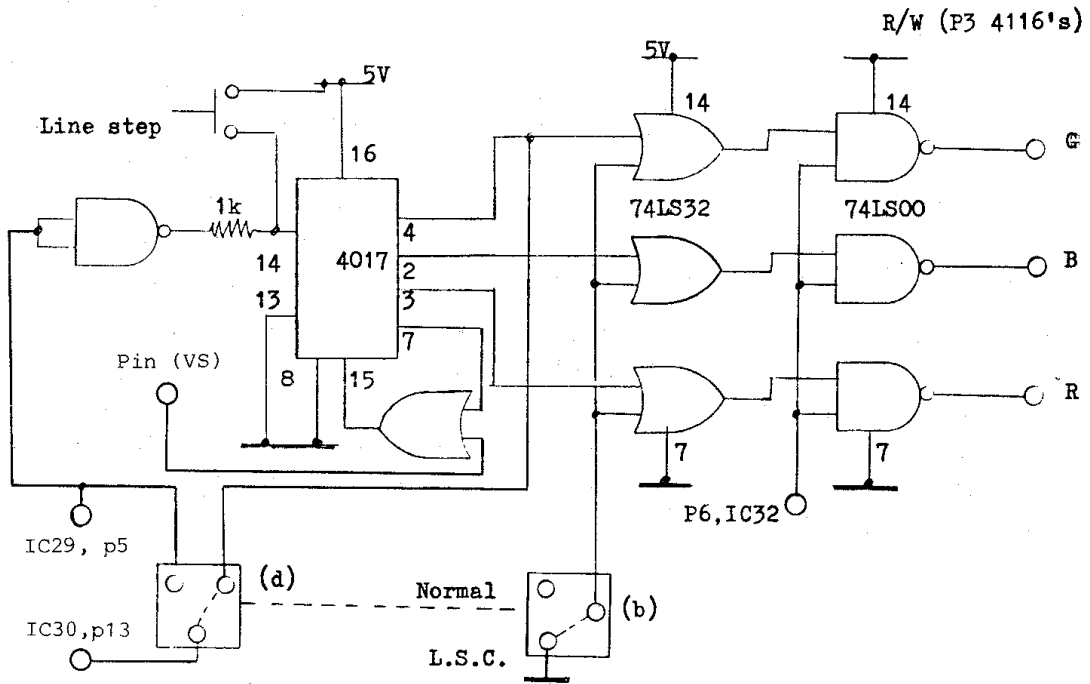 R/W (P3 4116's)
5V
5V
Line step
14
14
16
G
1k
74LS32
74LS00
4
14
4017
2
B
13
3
7
Pin (VS)
8
15
R
7
7
P6,IC32
IC29, p5
(d)
Normal
(b)
IC30,p13
L.S.C.